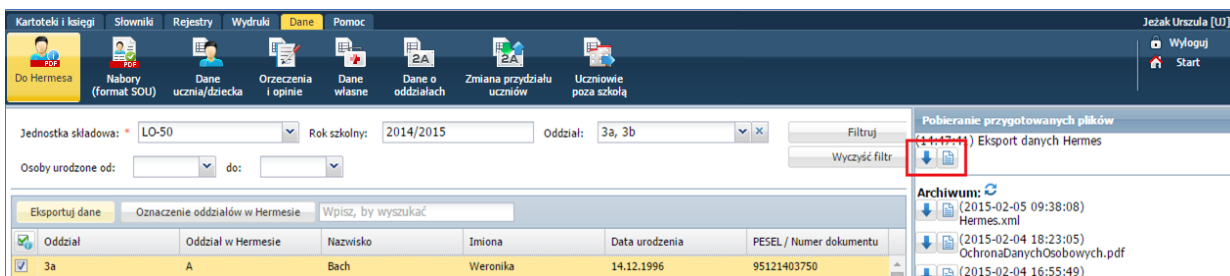 Kartoteki i księgi Słowniki Rejestry Wydruki Dane Pomoc Jeżak Urszula [UJ]
PDF PDF 2A 2A
Do Hermesa Nabory (format SOU) Dane ucznia/dziecka Orzeczenia i opinie Dane własne Dane o oddziałach Zmiana przydziału uczniów Uczniowie poza szkołą
Wyloguj
Start
Jednostka składowa: * LO-50 Rok szkolny: 2014/2015 Oddział: 3a, 3b Filtruj
Osoby urodzone od: do: Wyczyść filtr
Eksportuj dane Oznaczenie oddziałów w Hermesie Wpisz, by wyszukać
Oddział Oddział w Hermesie Nazwisko Imiona Data urodzenia PESEL / Numer dokumentu
3a A Bach Weronika 14.12.1996 95121403750
Pobieranie przygotowanych plików
(14:47:41) Eksport danych Hermes
Archiwum:
(2015-02-05 09:38:08)
Hermes.xml
(2015-02-04 18:23:05)
OchronaDanychOsobowych.pdf
(2015-02-04 16:55:49)